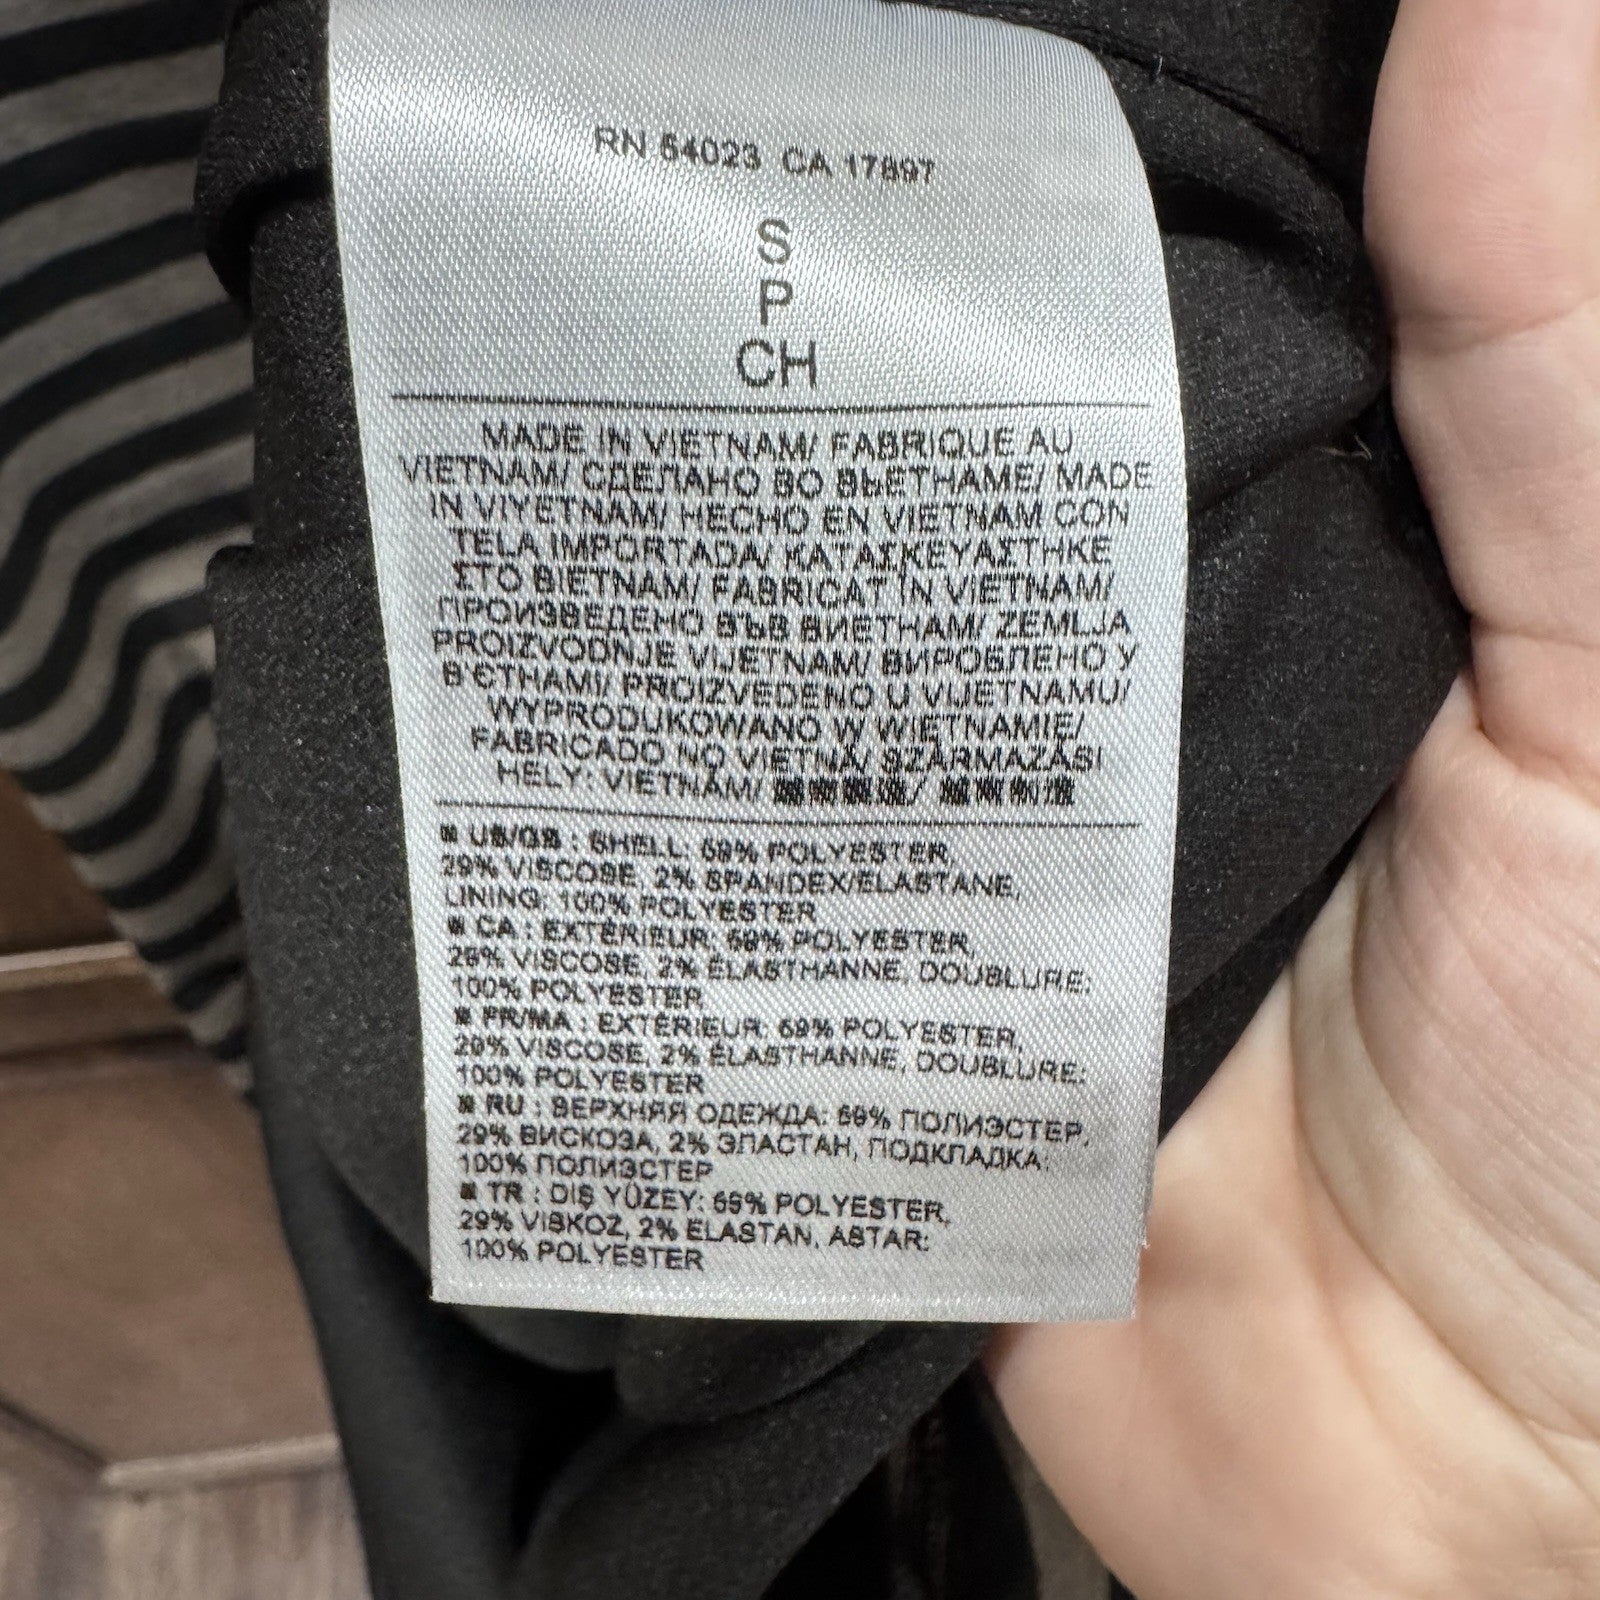 RN 54023 CA 17897
S
P
CH
MADE IN VIETNAM/ FABRIQUE AU
VIETNAM/ СДЕЛАНО ВО ВЬЕТНАМЕ/ MADE
IN VIYETNAM/ HECHO EN VIETNAM CON
TELA IMPORTADA/ ΚΑΤΑΣΚΕΥΑΣΤΗΚΕ
ΣΤΟ ΒΙΕΤΝΑΜ/ FABRICAT ÎN VIETNAM/
ПРОИЗВЕДЕНО ВЪВ ВИЕТНАМ/ ZEMLJA
PROIZVODNJE VIJETNAM/ ВИРОБЛЕНО У
В'ЄТНАМІ/ PROIZVEDENO U VIJETNAMU/
WYPRODUKOWANO W WIETNAMIE/
FABRICADO NO VIETNÃ/ SZÁRMAZÁSI
HELY: VIETNÁM/
US/GB : SHELL: 69% POLYESTER,
29% VISCOSE, 2% SPANDEX/ELASTANE,
LINING: 100% POLYESTER
CA : EXTÉRIEUR: 69% POLYESTER,
29% VISCOSE, 2% ÉLASTHANNE, DOUBLURE:
100% POLYESTER
FR/MA : EXTÉRIEUR: 69% POLYESTER,
29% VISCOSE, 2% ÉLASTHANNE, DOUBLURE:
100% POLYESTER
RU : ВЕРХНЯЯ ОДЕЖДА: 69% ПОЛИЭСТЕР,
29% ВИСКОЗА, 2% ЭЛАСТАН, ПОДКЛАДКА:
100% ПОЛИЭСТЕР
TR : DIŞ YÜZEY: 69% POLYESTER,
29% VISKOZ, 2% ELASTAN, ASTAR:
100% POLYESTER